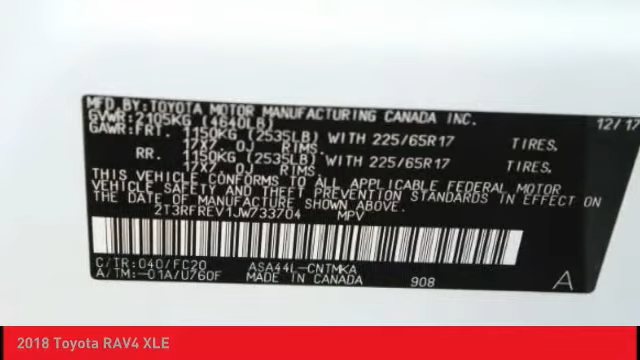 MFD.BY:TOYOTA MOTOR MANUFACTURING CANADA INC.
GVWR:2105KG (4640LB) 12/17
GAWR:FRT. 1150KG (2535LB) WITH 225/65R17 TIRES,
17X7 0J RIMS.
RR. 1150KG (2535LB) WITH 225/65R17 TIRES,
17X7 0J RIMS.
THIS VEHICLE CONFORMS TO ALL APPLICABLE FEDERAL MOTOR
VEHICLE SAFETY AND THEFT PREVENTION STANDARDS IN EFFECT ON
THE DATE OF MANUFACTURE SHOWN ABOVE.
2T3RFREV1JW733704 MPV
C/TR:040/FC20 ASA44L-CNTMKA
A/TM:-01A/U760F MADE IN CANADA 908 A
2018 Toyota RAV4 XLE